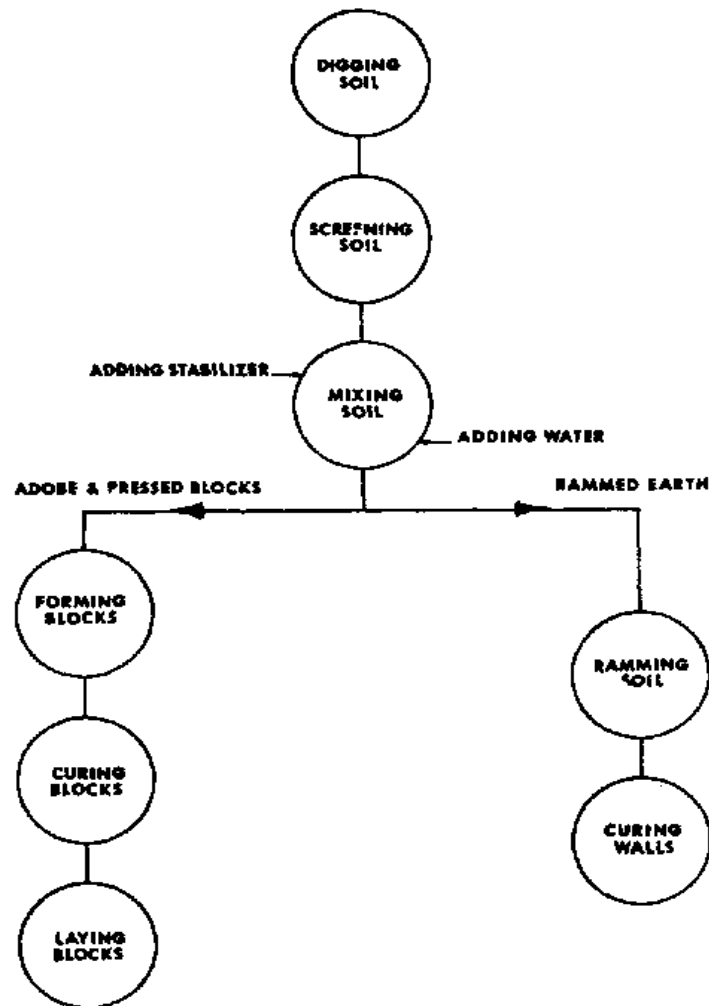 DIGGING
SOIL
SCREENING
SOIL
ADDING STABILIZER
MIXING
SOIL
ADDING WATER
ADOBE & PRESSED BLOCKS
RAMMED EARTH
FORMING
BLOCKS
RAMMING
SOIL
CURING
BLOCKS
CURING
WALLS
LAYING
BLOCKS